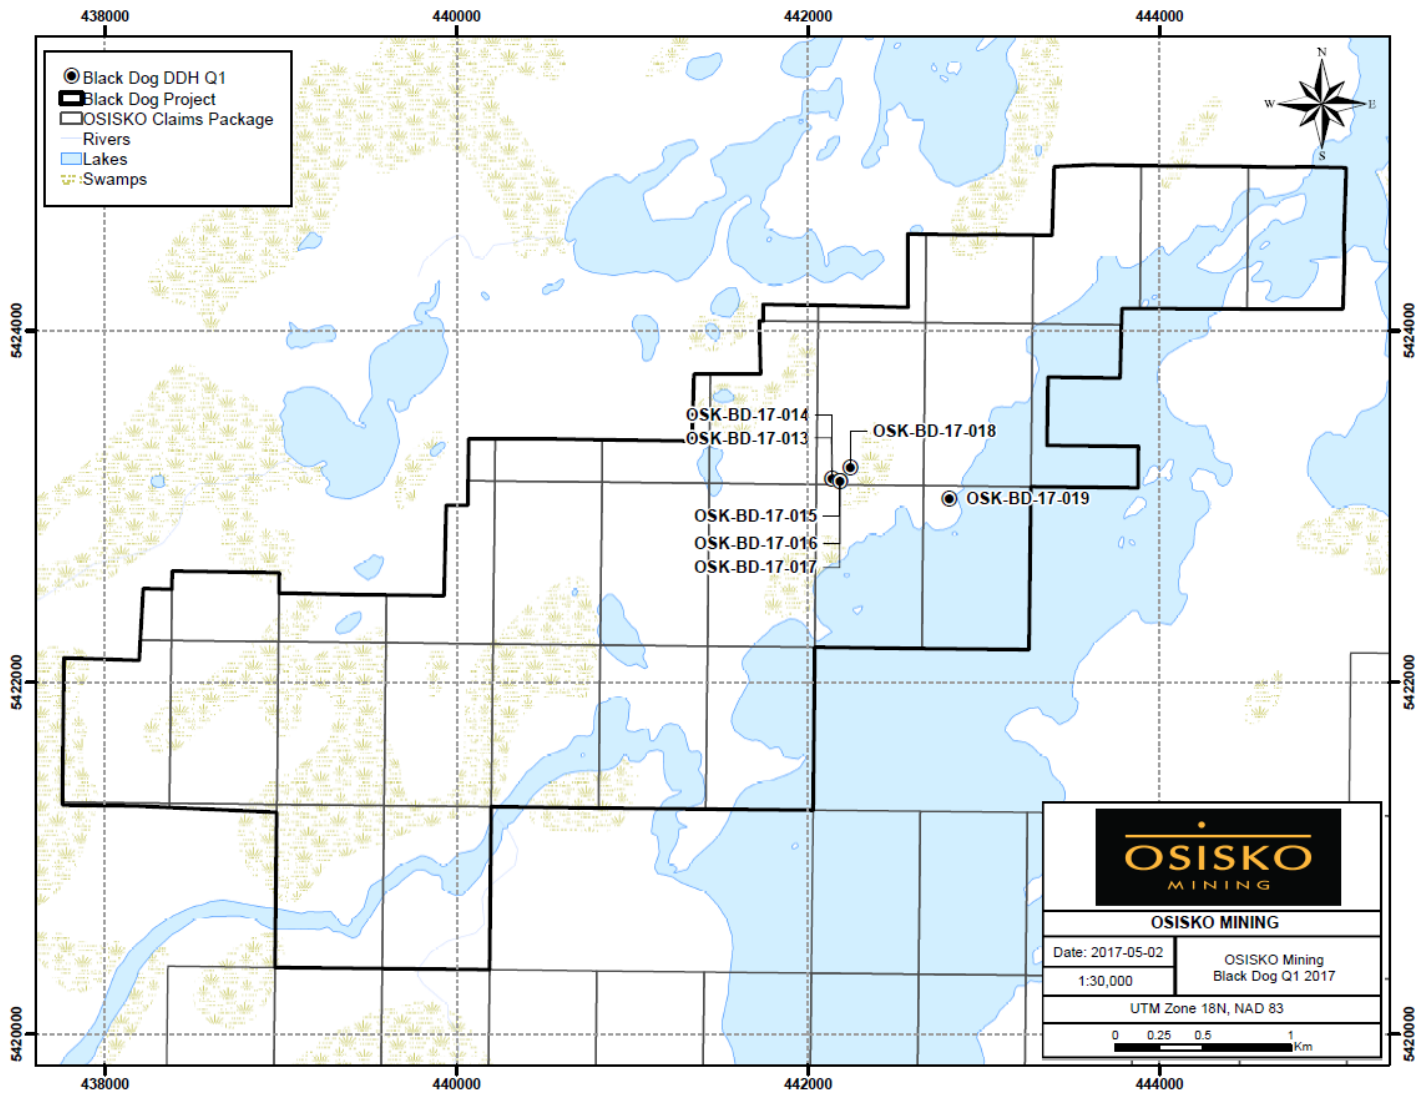 438000
440000
442000
444000
Black Dog DDH Q1
Black Dog Project
OSISKO Claims Package
Rivers
Lakes
Swamps
N
W
E
S
5424000
5424000
OSK-BD-17-014
OSK-BD-17-013
OSK-BD-17-018
OSK-BD-17-019
OSK-BD-17-015
OSK-BD-17-016
OSK-BD-17-017
5422000
5422000
OSISKO
MINING
OSISKO MINING
Date: 2017-05-02
1:30,000
OSISKO Mining
Black Dog Q1 2017
UTM Zone 18N, NAD 83
0 0.25 0.5 1
Km
5420000
5420000
438000
440000
442000
444000